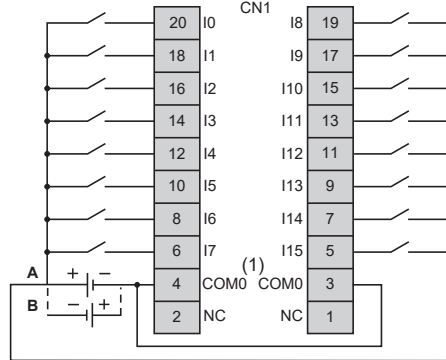 CN1
20 I0 I8 19
18 I1 I9 17
16 I2 I10 15
14 I3 I11 13
12 I4 I12 11
10 I5 I13 9
8 I6 I14 7
6 I7 I15 5
(1)
A + − 4 COM0 COM0 3
B − + 2 NC NC 1